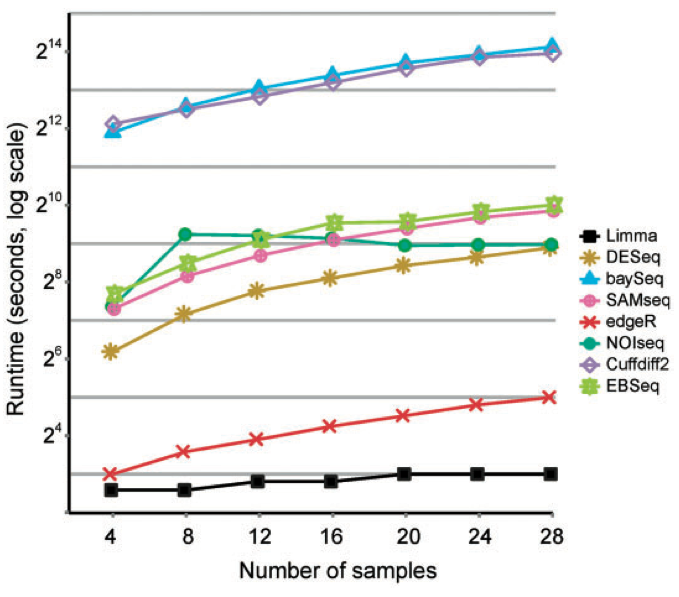 Runtime (seconds, log scale)
2^14
2^12
2^10
2^8
2^6
2^4
4 8 12 16 20 24 28
Number of samples
Limma
DESeq
baySeq
SAMseq
edgeR
NOIseq
Cuffdiff2
EBSeq